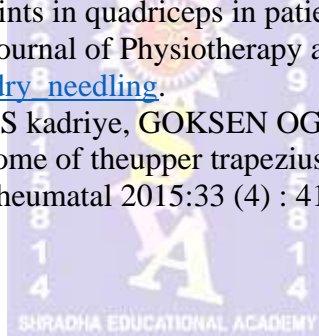 ints in quadriceps in patie
ournal of Physiotherapy a
dry_needling.
S kadriye, GOKSEN OG
ome of theupper trapezius
heumatal 2015:33 (4) : 41
SHRADHA EDUCATIONAL ACADEMY